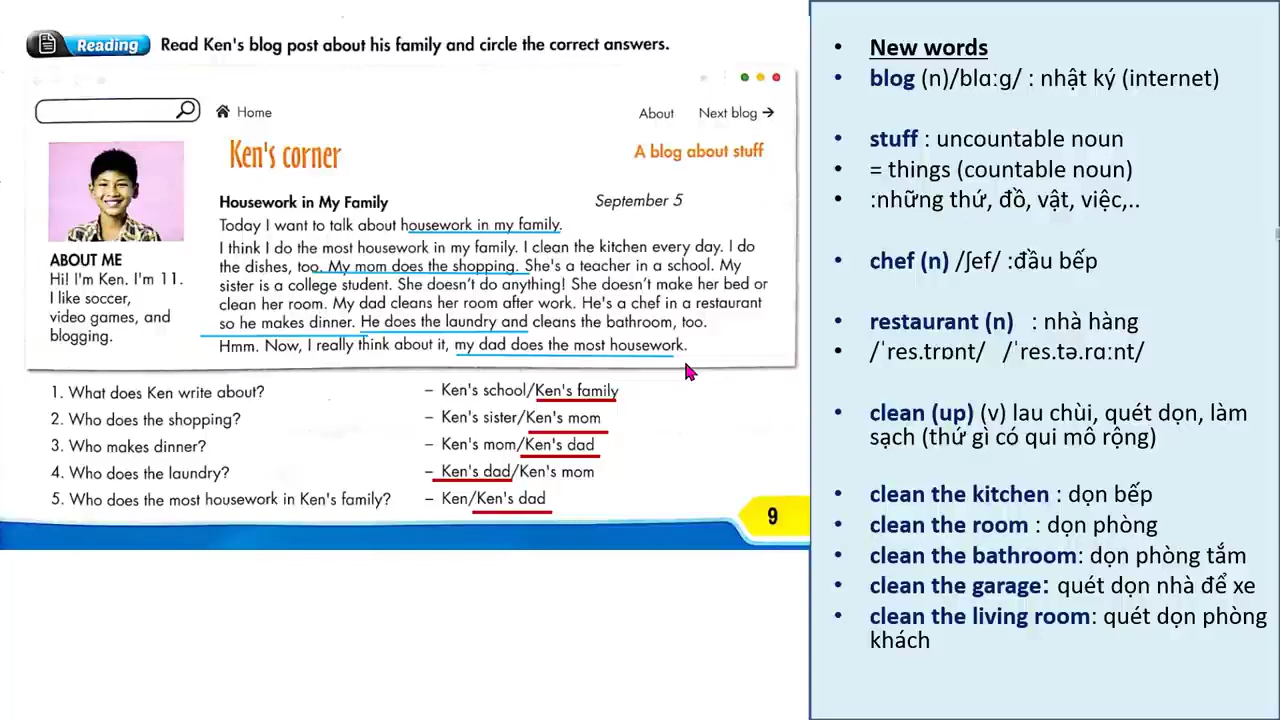 Reading Read Ken's blog post about his family and circle the correct answers.
Home About Next blog →
Ken's corner
A blog about stuff
Housework in My Family September 5
Today I want to talk about housework in my family.
I think I do the most housework in my family. I clean the kitchen every day. I do
the dishes, too. My mom does the shopping. She's a teacher in a school. My
sister is a college student. She doesn't do anything! She doesn't make her bed or
clean her room. My dad cleans her room after work. He's a chef in a restaurant
so he makes dinner. He does the laundry and cleans the bathroom, too.
Hmm. Now, I really think about it, my dad does the most housework.
ABOUT ME
Hi! I'm Ken. I'm 11.
I like soccer,
video games, and
blogging.
1. What does Ken write about? – Ken's school/Ken's family
2. Who does the shopping? – Ken's sister/Ken's mom
3. Who makes dinner? – Ken's mom/Ken's dad
4. Who does the laundry? – Ken's dad/Ken's mom
5. Who does the most housework in Ken's family? – Ken/Ken's dad
9
• New words
• blog (n)/blɑːɡ/ : nhật ký (internet)
• stuff : uncountable noun
• = things (countable noun)
• :những thứ, đồ, vật, việc,..
• chef (n) /ʃef/ :đầu bếp
• restaurant (n) : nhà hàng
• /ˈres.trɒnt/ /ˈres.tə.rɑːnt/
• clean (up) (v) lau chùi, quét dọn, làm
sạch (thứ gì có qui mô rộng)
• clean the kitchen : dọn bếp
• clean the room : dọn phòng
• clean the bathroom: dọn phòng tắm
• clean the garage: quét dọn nhà để xe
• clean the living room: quét dọn phòng
khách